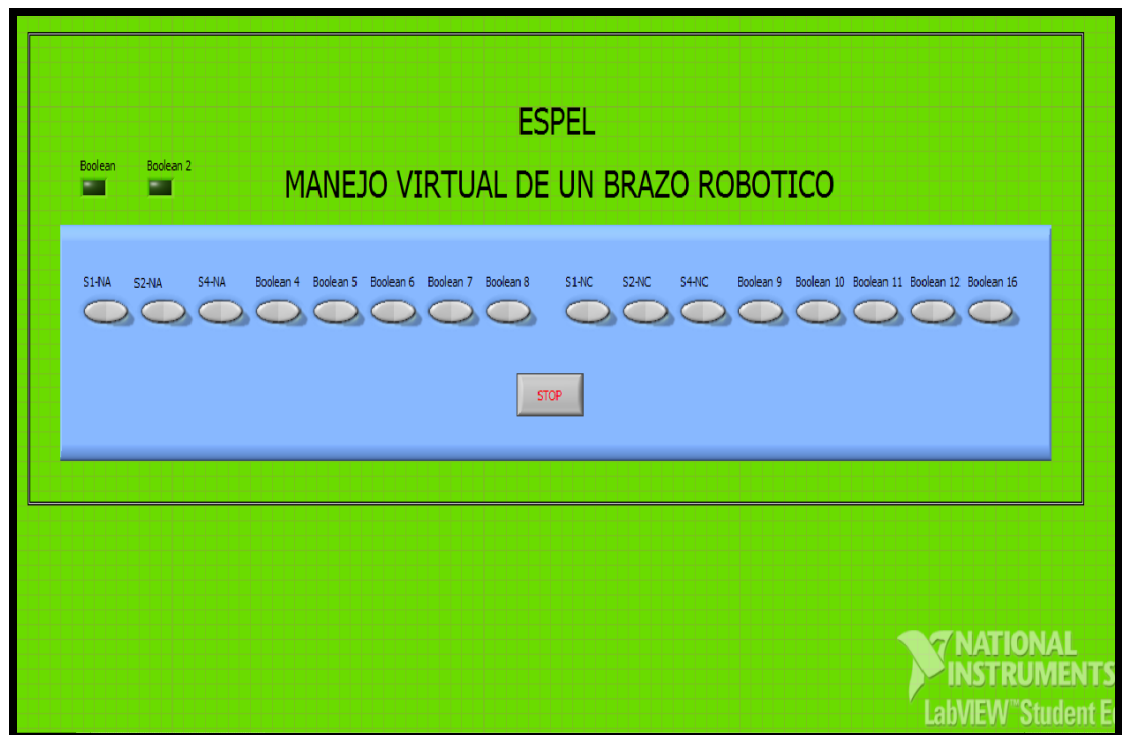 ESPEL
Boolean Boolean 2
MANEJO VIRTUAL DE UN BRAZO ROBOTICO
S1-NA S2-NA S4-NA Boolean 4 Boolean 5 Boolean 6 Boolean 7 Boolean 8 S1-NC S2-NC S4-NC Boolean 9 Boolean 10 Boolean 11 Boolean 12 Boolean 16
STOP
NATIONAL
INSTRUMENTS
LabVIEW™ Student E